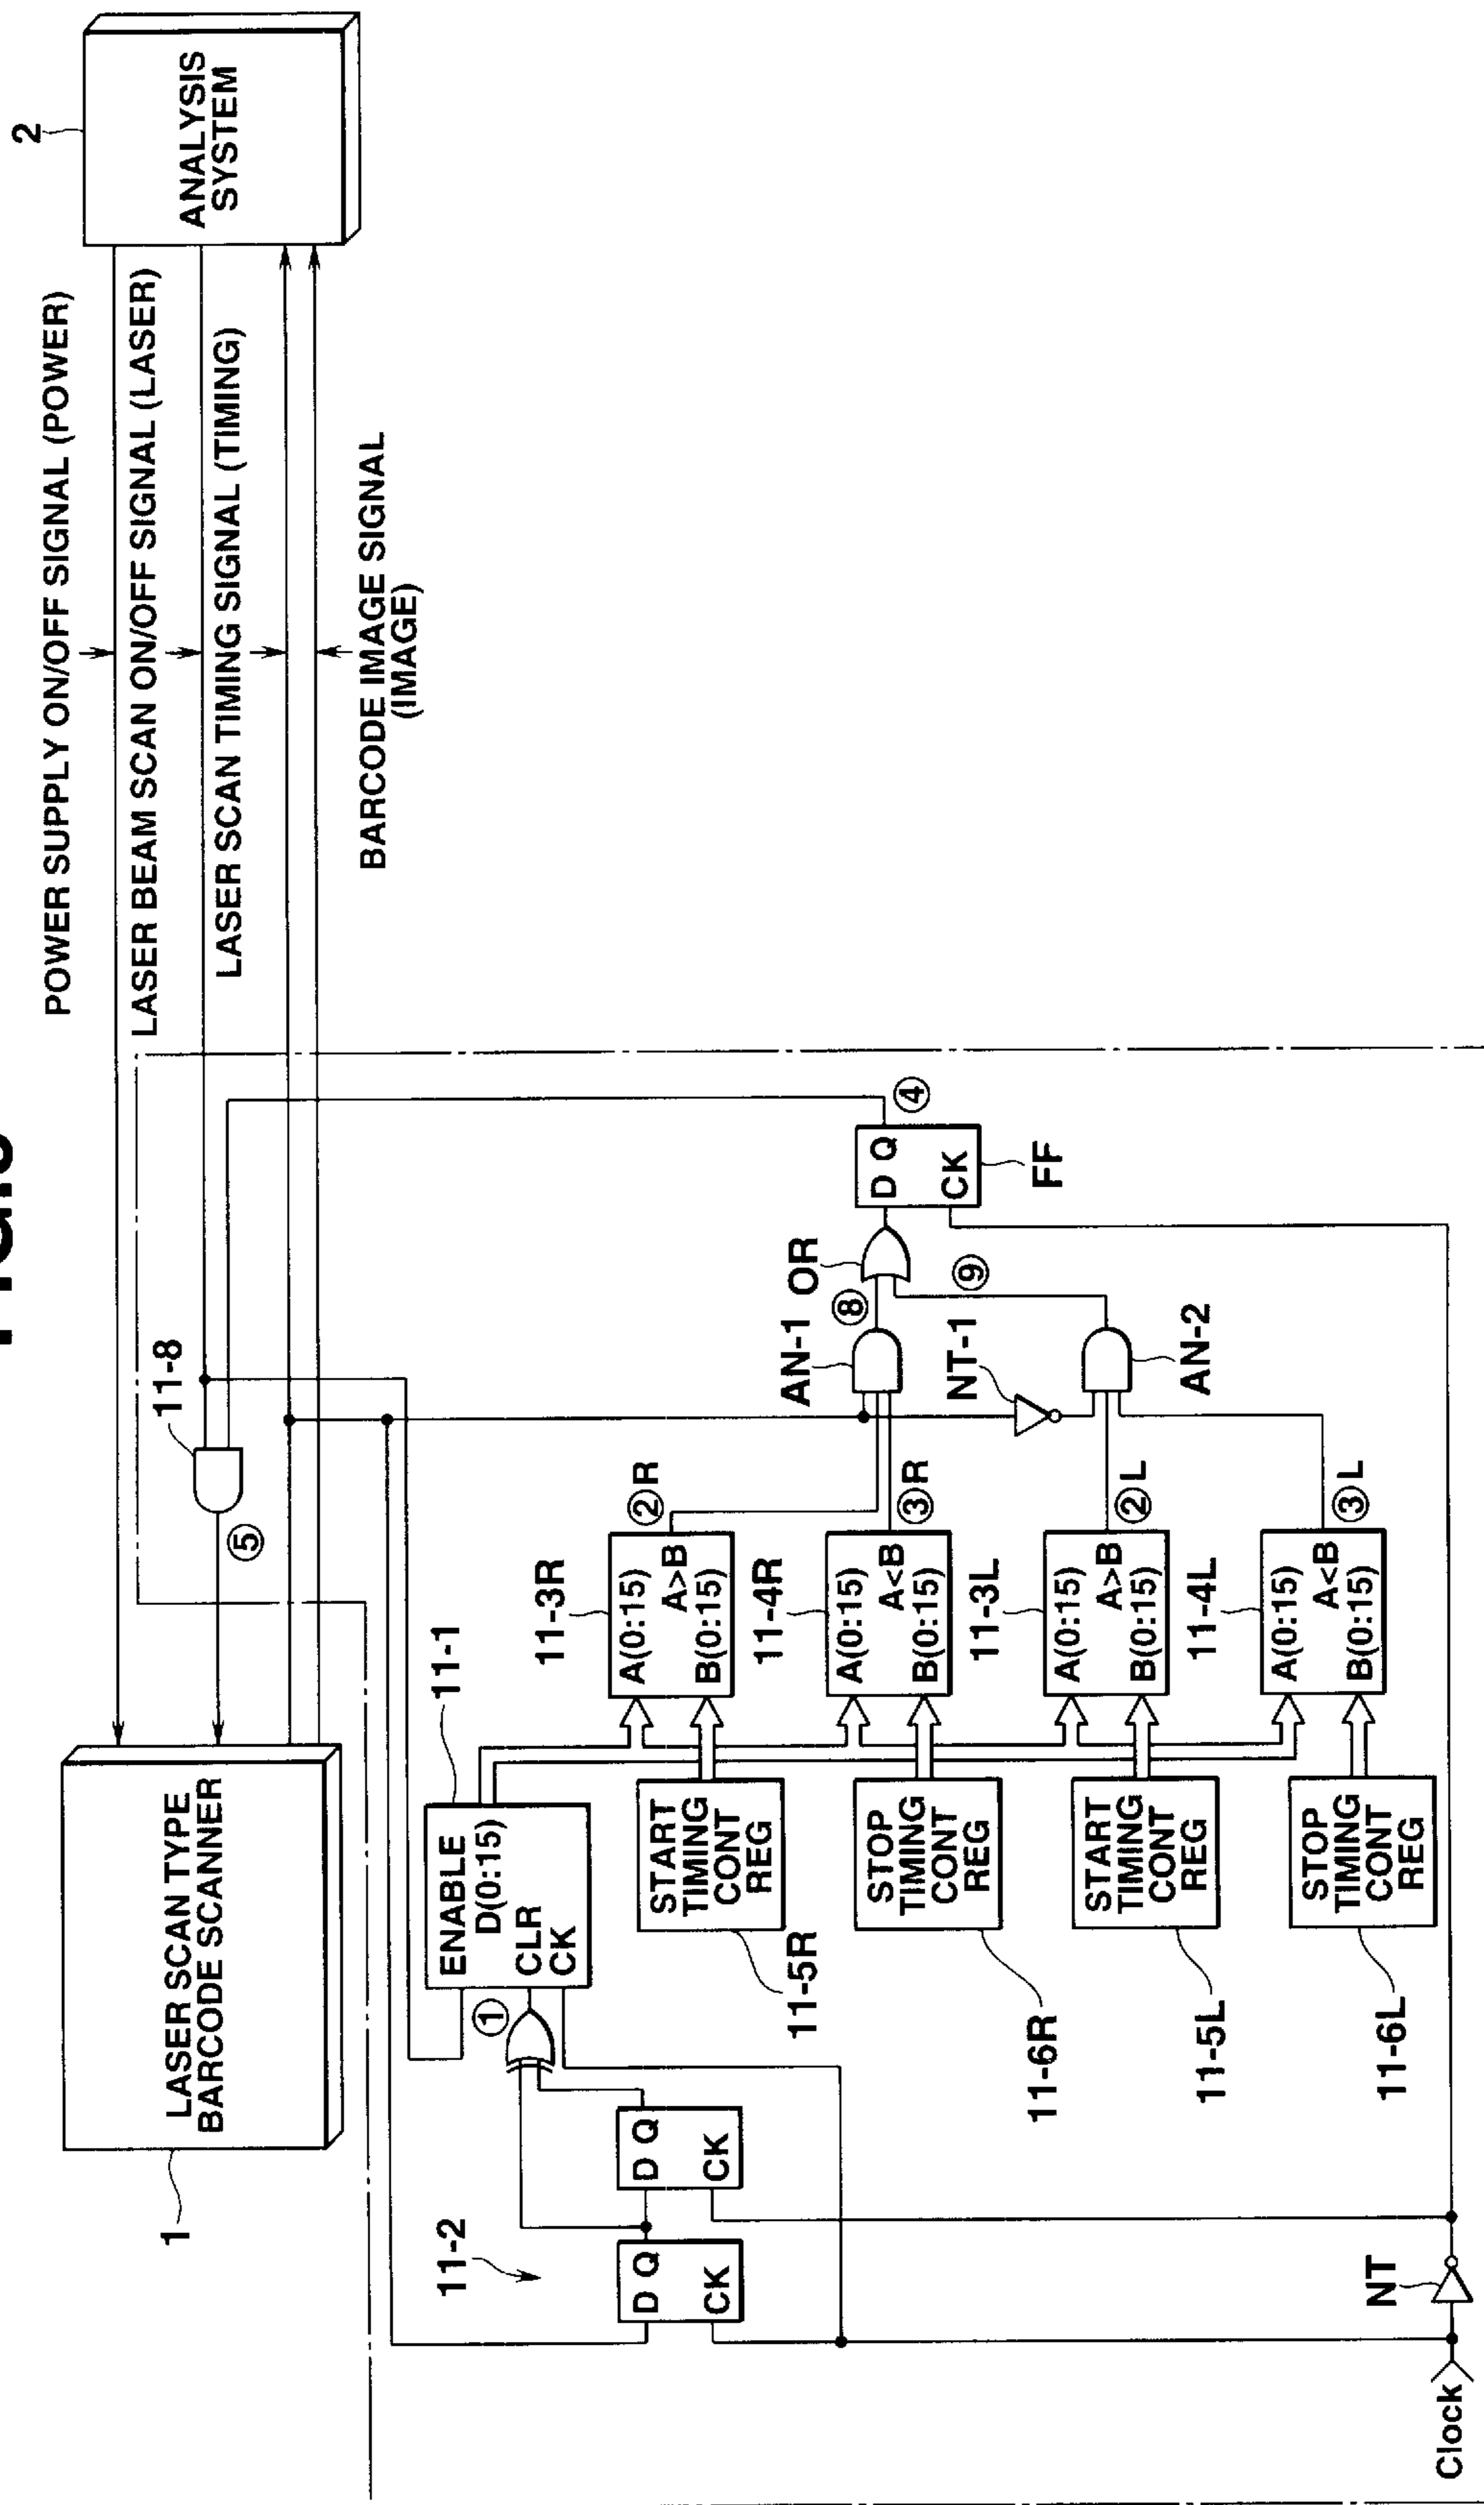 POWER SUPPLY ON/OFF SIGNAL (POWER)
LASER BEAM SCAN ON/OFF SIGNAL (LASER)
LASER SCAN TIMING SIGNAL (TIMING)
BARCODE IMAGE SIGNAL
(IMAGE)
2
ANALYSIS
SYSTEM
1
LASER SCAN TYPE
BARCODE SCANNER
11-8
⑤
11-2
D Q
CK
D Q
CK
①
11-1
ENABLE
D(0:15)
CLR
CK
START
TIMING
CONT
REG
11-5R
STOP
TIMING
CONT
REG
11-6R
START
TIMING
CONT
REG
11-5L
STOP
TIMING
CONT
REG
11-6L
11-3R
A(0:15)
A>B
B(0:15)
②R
11-4R
A(0:15)
A<B
B(0:15)
③R
11-3L
A(0:15)
A>B
B(0:15)
②L
11-4L
A(0:15)
A<B
B(0:15)
③L
AN-1
⑧
OR
⑨
NT-1
AN-2
D Q
CK
④
FF
NT
Clock